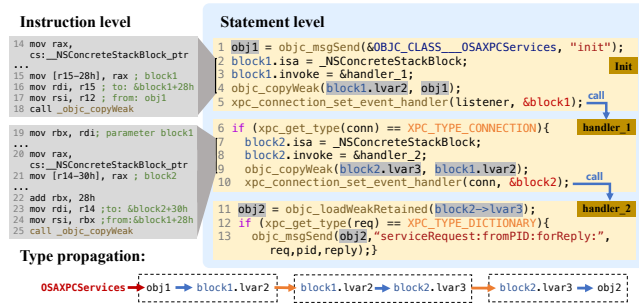 Instruction level
14 mov rax,
cs:__NSConcreteStackBlock_ptr
...
15 mov [r15-28h], rax ; block1
16 mov rdi, r15 ; to: &block1+28h
17 mov rsi, r12 ; from: obj1
18 call _objc_copyWeak
19 mov rbx, rdi; parameter block1
...
20 mov rax,
cs:__NSConcreteStackBlock_ptr
21 mov [r14-30h], rax ; block2
...
22 add rbx, 28h
23 mov rdi, r14 ;to: &block2+30h
24 mov rsi, rbx ;from:&block1+28h
25 call _objc_copyWeak
Statement level
1 obj1 = objc_msgSend(&OBJC_CLASS___OSAXPCServices, "init");
2 block1.isa = _NSConcreteStackBlock;
3 block1.invoke = &handler_1;
4 objc_copyWeak(block1.lvar2, obj1);
5 xpc_connection_set_event_handler(listener, &block1);
Init
call
6 if (xpc_get_type(conn) == XPC_TYPE_CONNECTION){
7 block2.isa = _NSConcreteStackBlock;
8 block2.invoke = &handler_2;
9 objc_copyWeak(block2.lvar3, block1.lvar2);
10 xpc_connection_set_event_handler(conn, &block2);
handler_1
call
11 obj2 = objc_loadWeakRetained(block2->lvar3);
12 if (xpc_get_type(req) == XPC_TYPE_DICTIONARY){
13 objc_msgSend(obj2,“serviceRequest:fromPID:forReply:”,
req,pid,reply);}
handler_2
Type propagation:
OSAXPCServices obj1 block1.lvar2 block1.lvar2 block2.lvar3 block2.lvar3 obj2